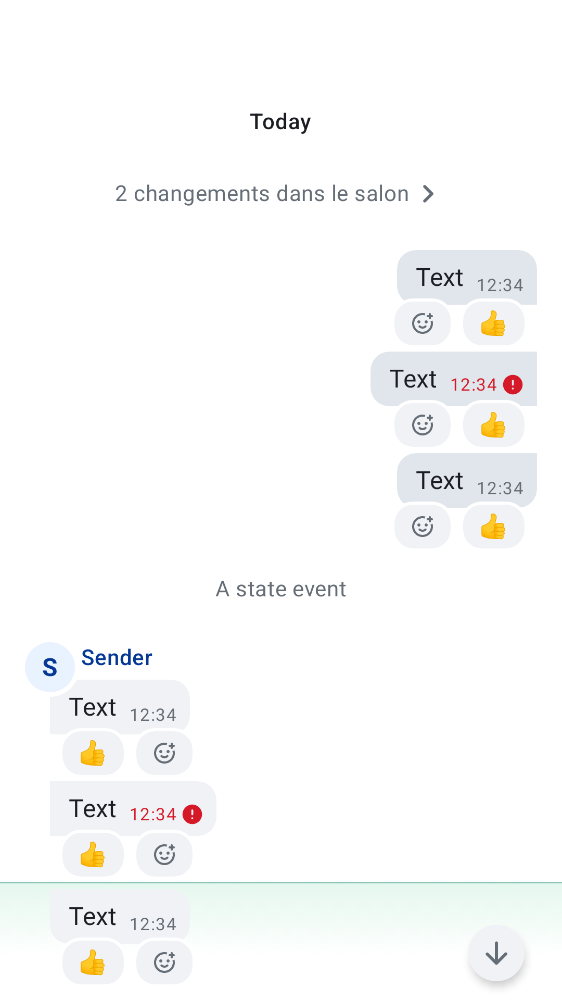 Today
2 changements dans le salon
Text 12:34
👍
Text 12:34
👍
Text 12:34
👍
A state event
S Sender
Text 12:34
👍
Text 12:34
👍
Text 12:34
👍